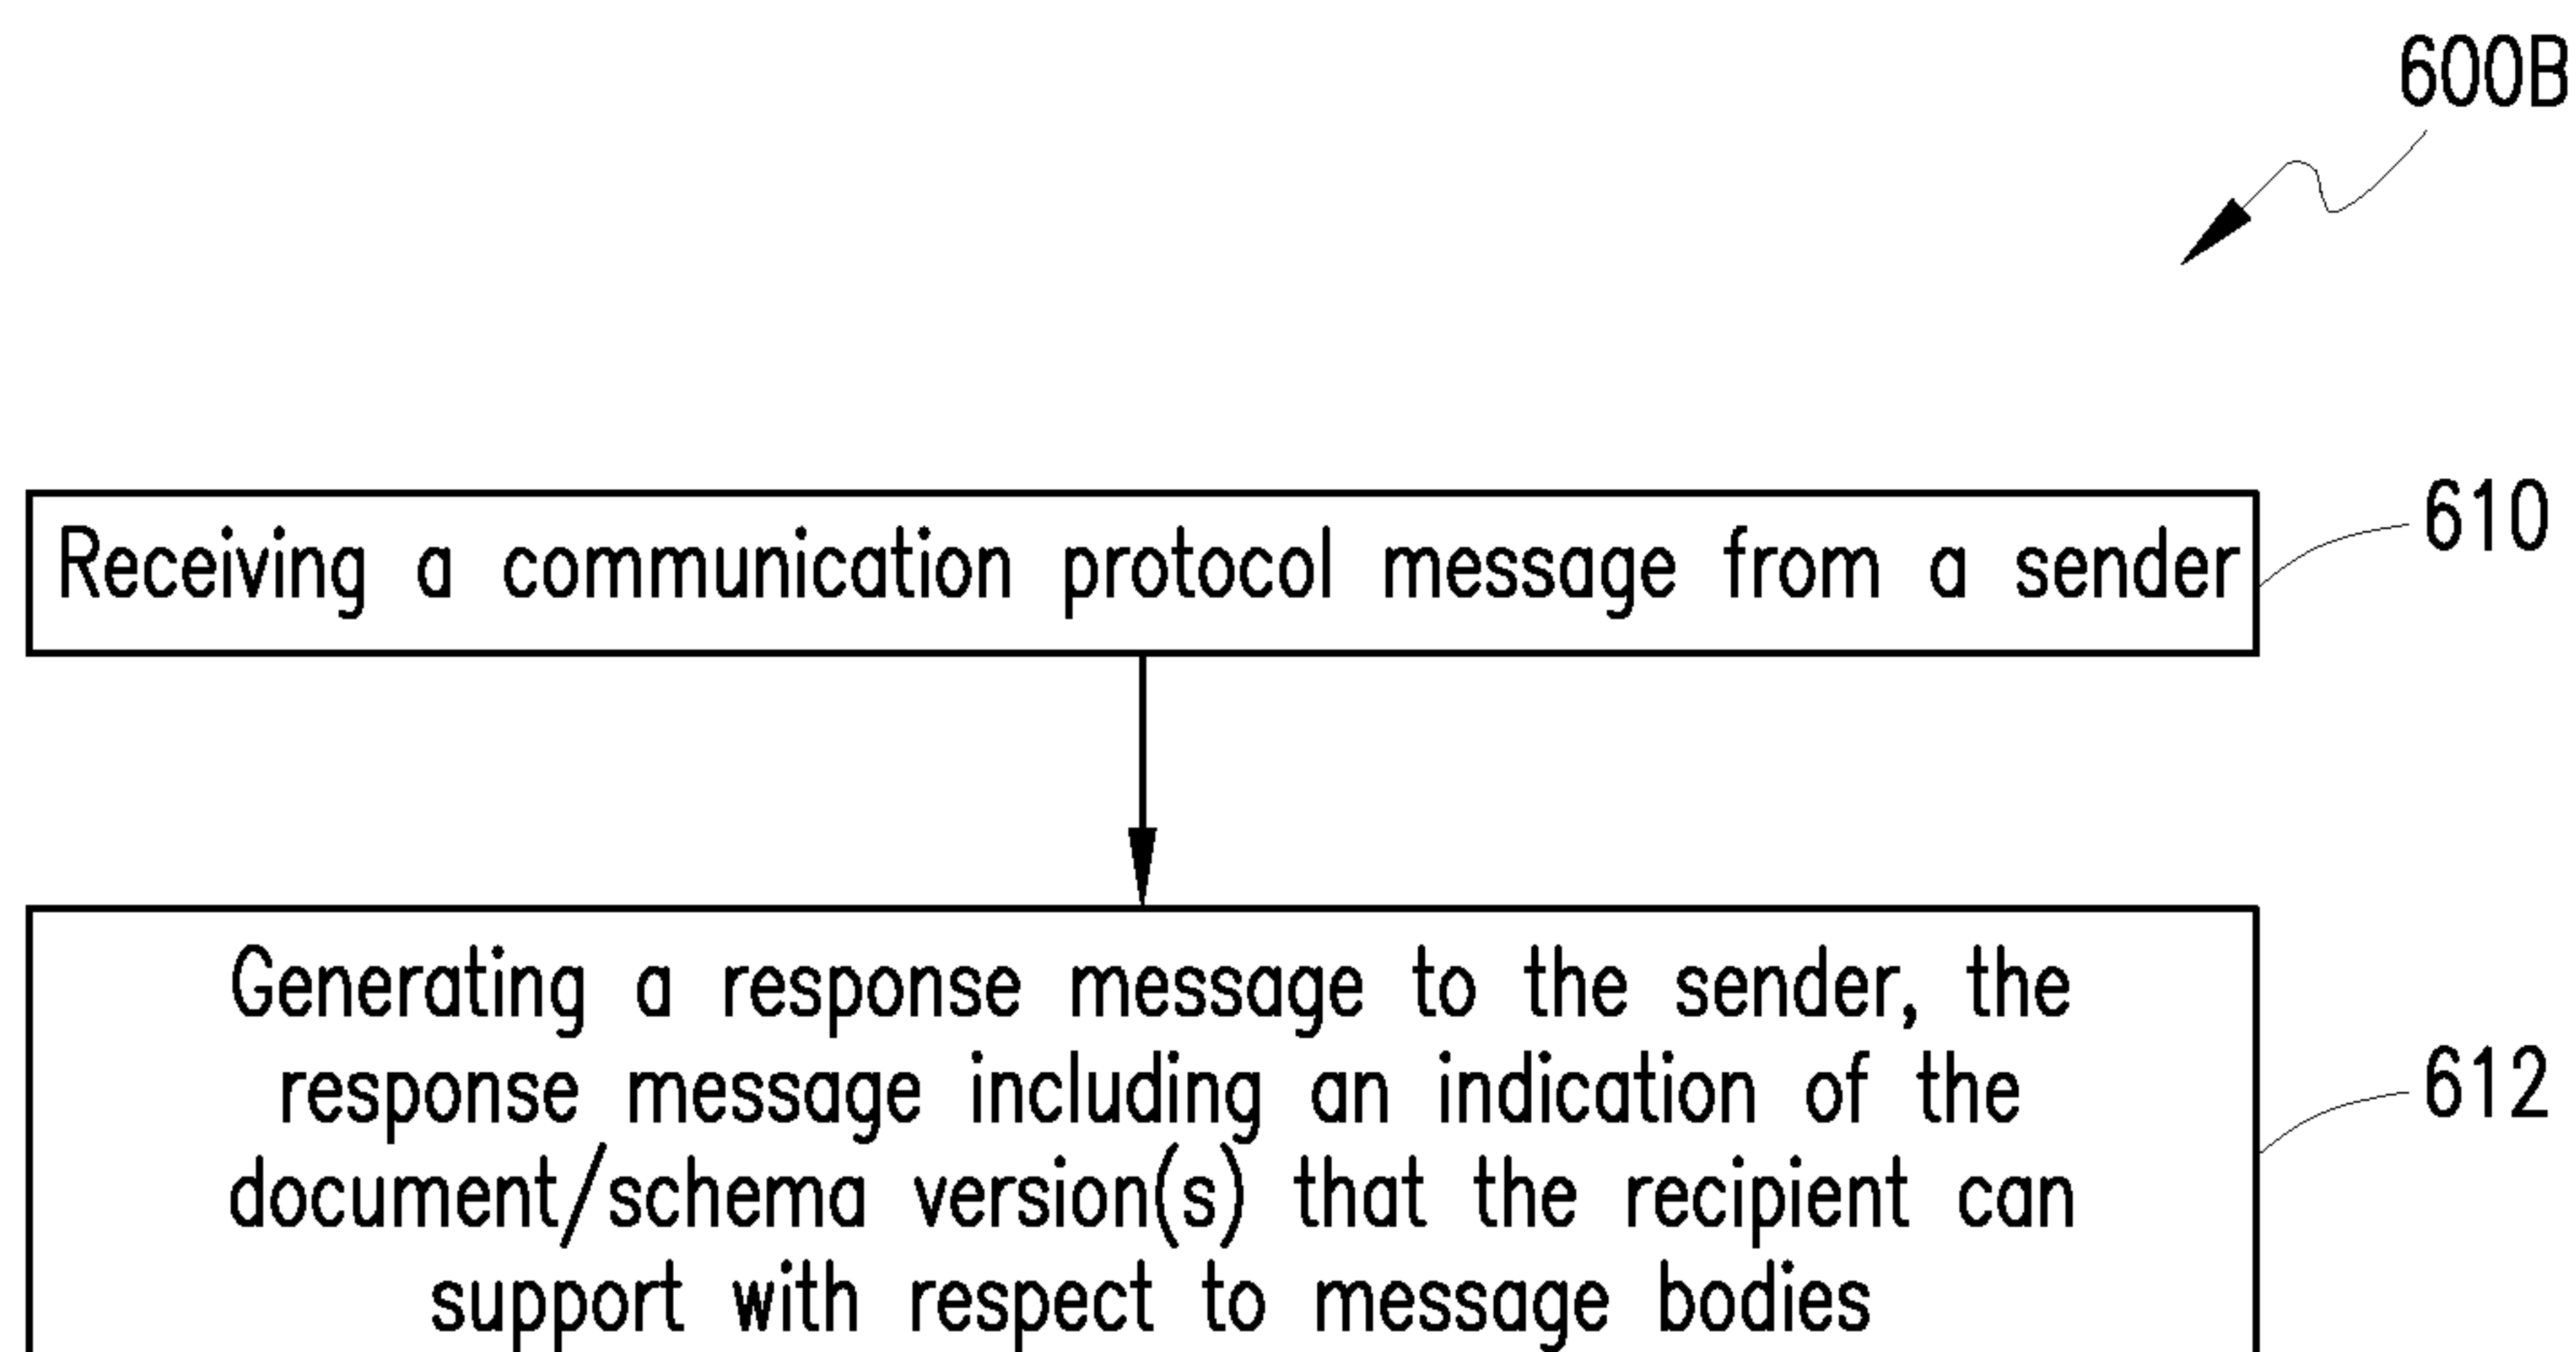 600B
Receiving a communication protocol message from a sender
610
Generating a response message to the sender, the
response message including an indication of the
document/schema version(s) that the recipient can
support with respect to message bodies
612